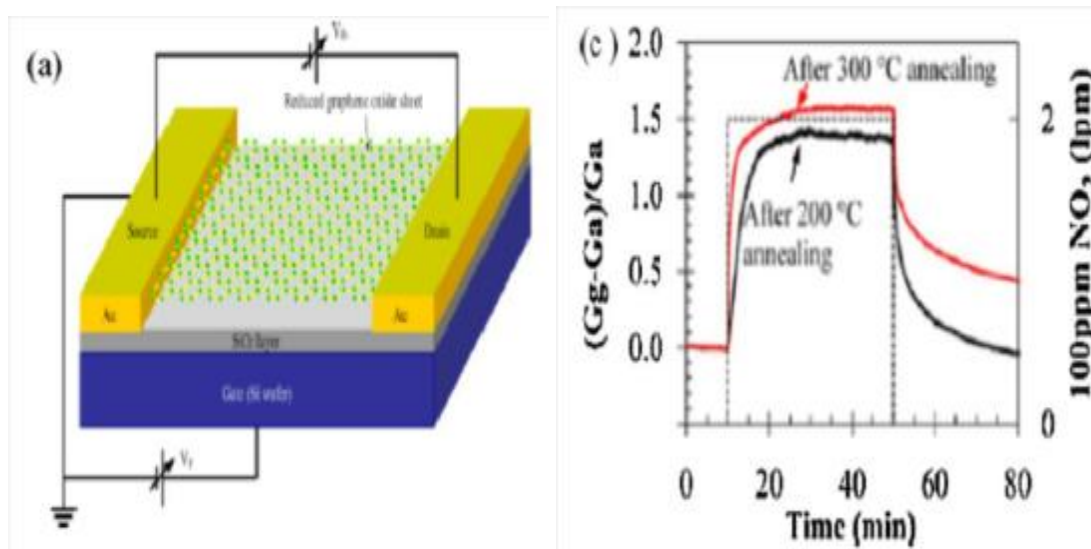 (a)
Reduced graphene oxide sheet
Source
Drain
Au
Au
Gate (Si wafer)
(c )
2.0
1.5
1.0
0.5
0.0
(Gg-Ga)/Ga
After 300 °C annealing
After 200 °C
annealing
2
0
0
20
40
60
80
Time (min)